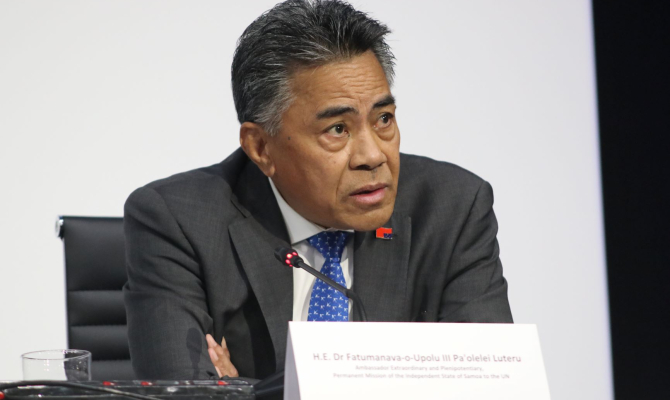 H.E. Dr Fatumanava-o-Upolu III Pa'olelei Luteru
Ambassador Extraordinary and Plenipotentiary,
Permanent Mission of the Independent State of Samoa to the UN